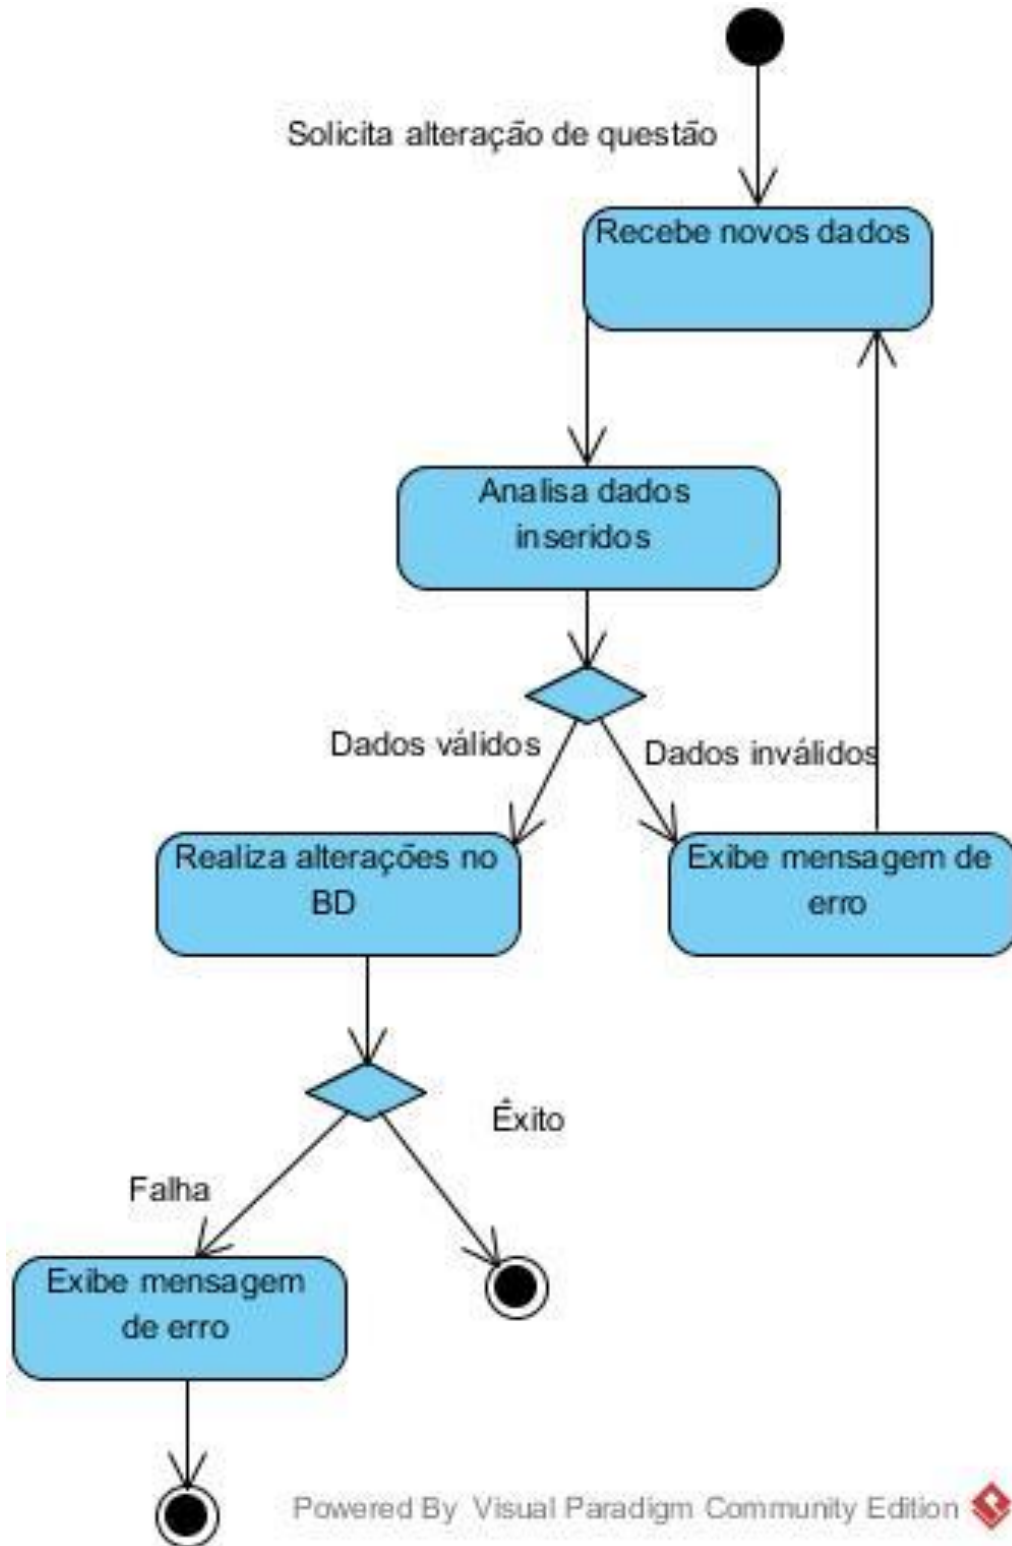 Solicita alteração de questão
Recebe novos dados
Analisa dados
inseridos
Dados válidos
Dados inválidos
Realiza alterações no
BD
Exibe mensagem de
erro
Êxito
Falha
Exibe mensagem
de erro
Powered By Visual Paradigm Community Edition